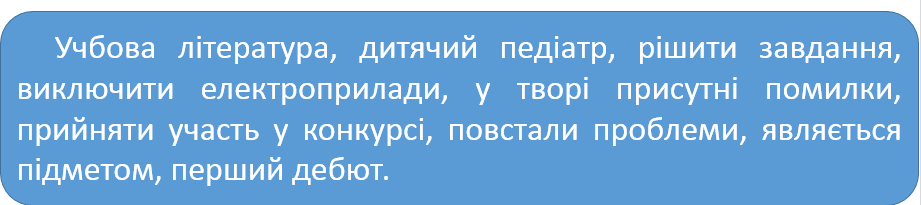 Учбова література, дитячий педіатр, рішити завдання,
виключити електроприлади, у творі присутні помилки,
прийняти участь у конкурсі, повстали проблеми, являється
підметом, перший дебют.